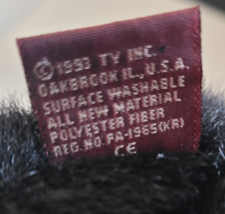 © 1993 TY INC.
OAKBROOK IL, U.S.A.
SURFACE WASHABLE
ALL NEW MATERIAL
POLYESTER FIBER
REG. NO. PA-1965(KR)
CE